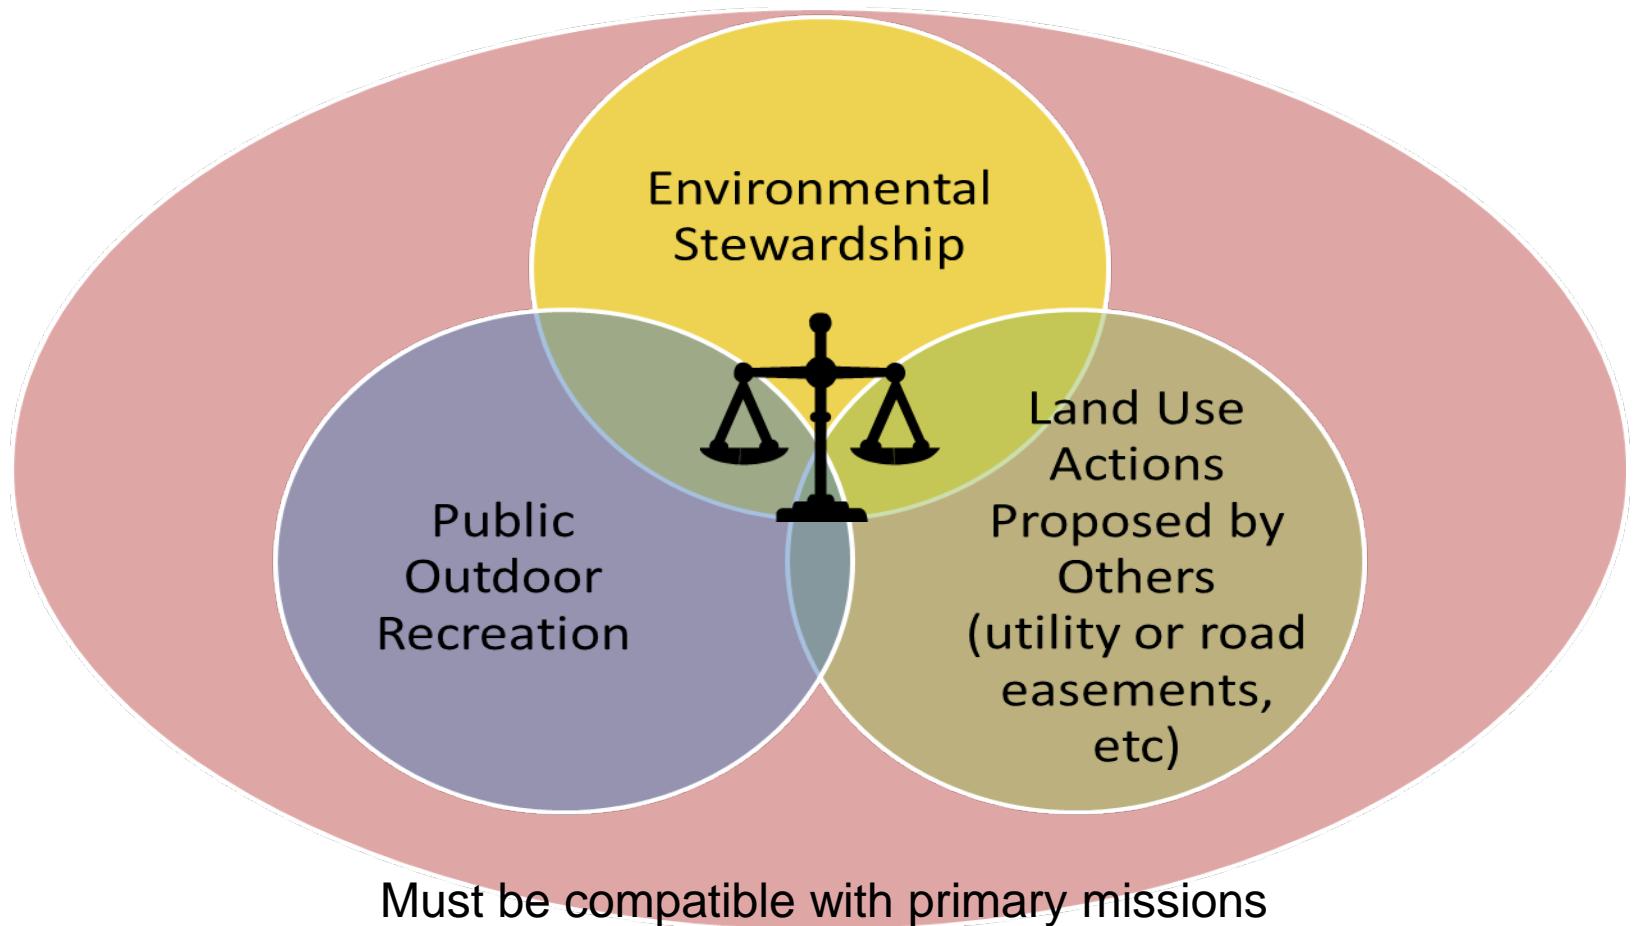 Environmental
Stewardship
Public
Outdoor
Recreation
Land Use
Actions
Proposed by
Others
(utility or road
easements,
etc)
Must be compatible with primary missions